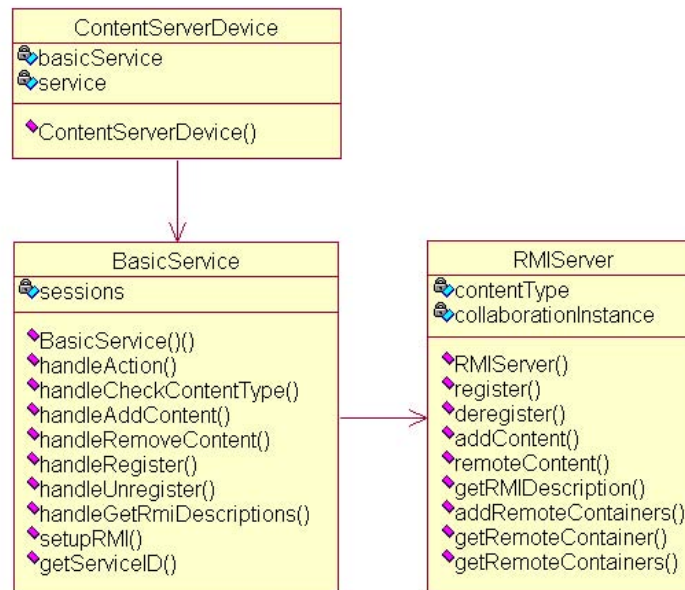 ContentServerDevice
basicService
service
ContentServerDevice()
BasicService
sessions
BasicService()()
handleAction()
handleCheckContentType()
handleAddContent()
handleRemoveContent()
handleRegister()
handleUnregister()
handleGetRmiDescriptions()
setupRMI()
getServiceID()
RMIServer
contentType
collaborationInstance
RMIServer()
register()
deregister()
addContent()
remoteContent()
getRMIDescription()
addRemoteContainers()
getRemoteContainer()
getRemoteContainers()